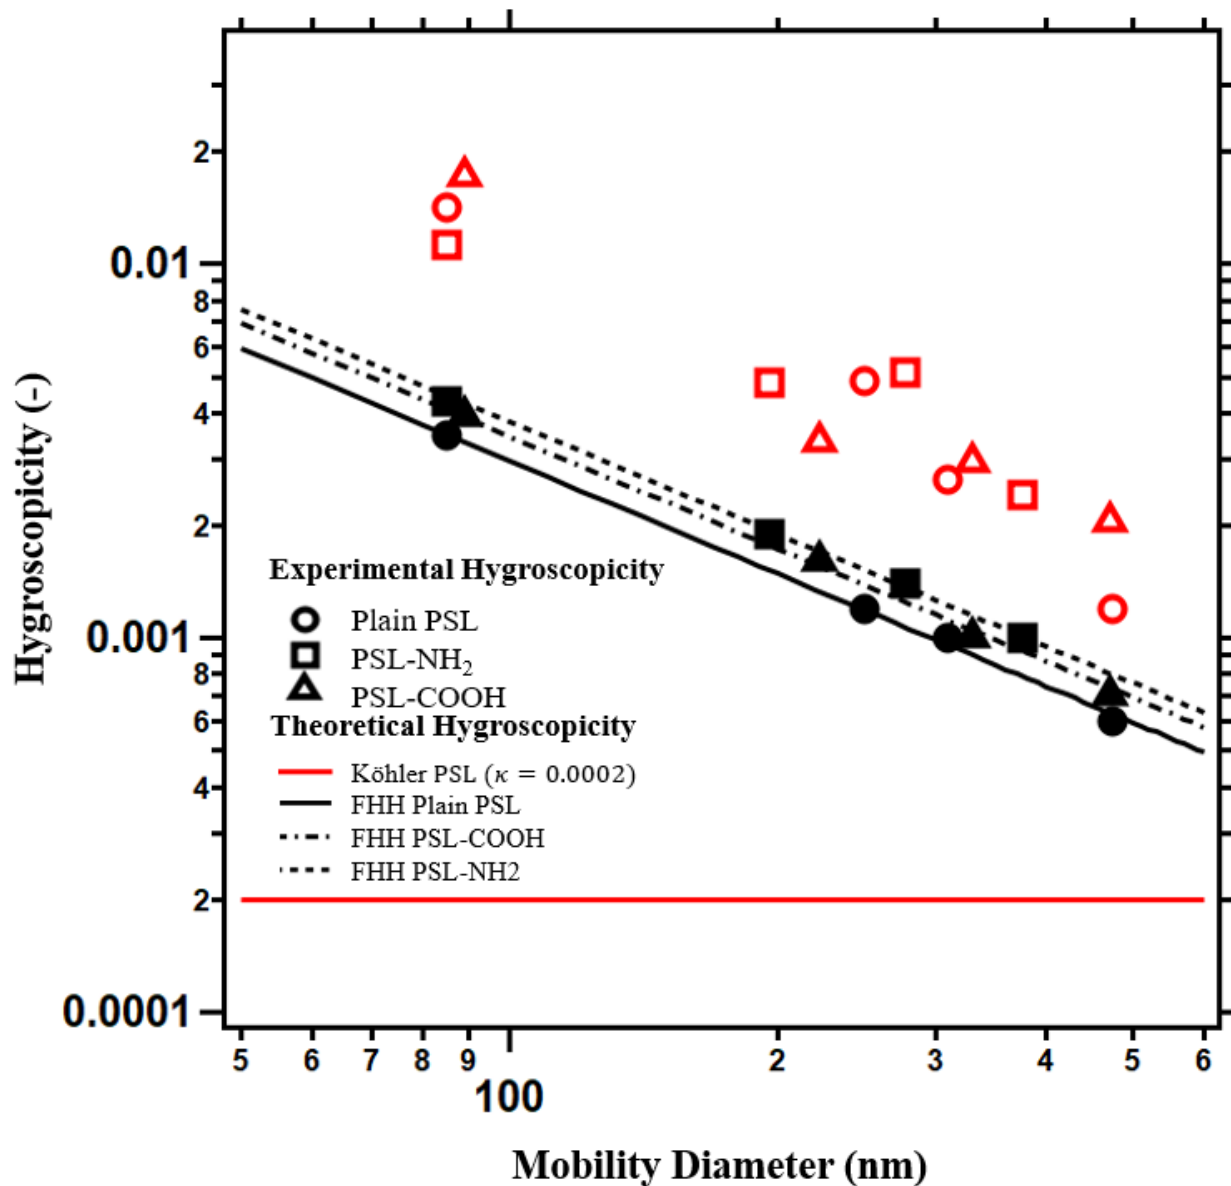 2
0.01
8
6
4
2
0.001
8
6
4
2
0.0001
Hygroscopicity (-)
Experimental Hygroscopicity
Plain PSL
PSL-NH₂
PSL-COOH
Theoretical Hygroscopicity
Köhler PSL (κ = 0.0002)
FHH Plain PSL
FHH PSL-COOH
FHH PSL-NH2
5 6 7 8 9 2 3 4 5 6
100
Mobility Diameter (nm)